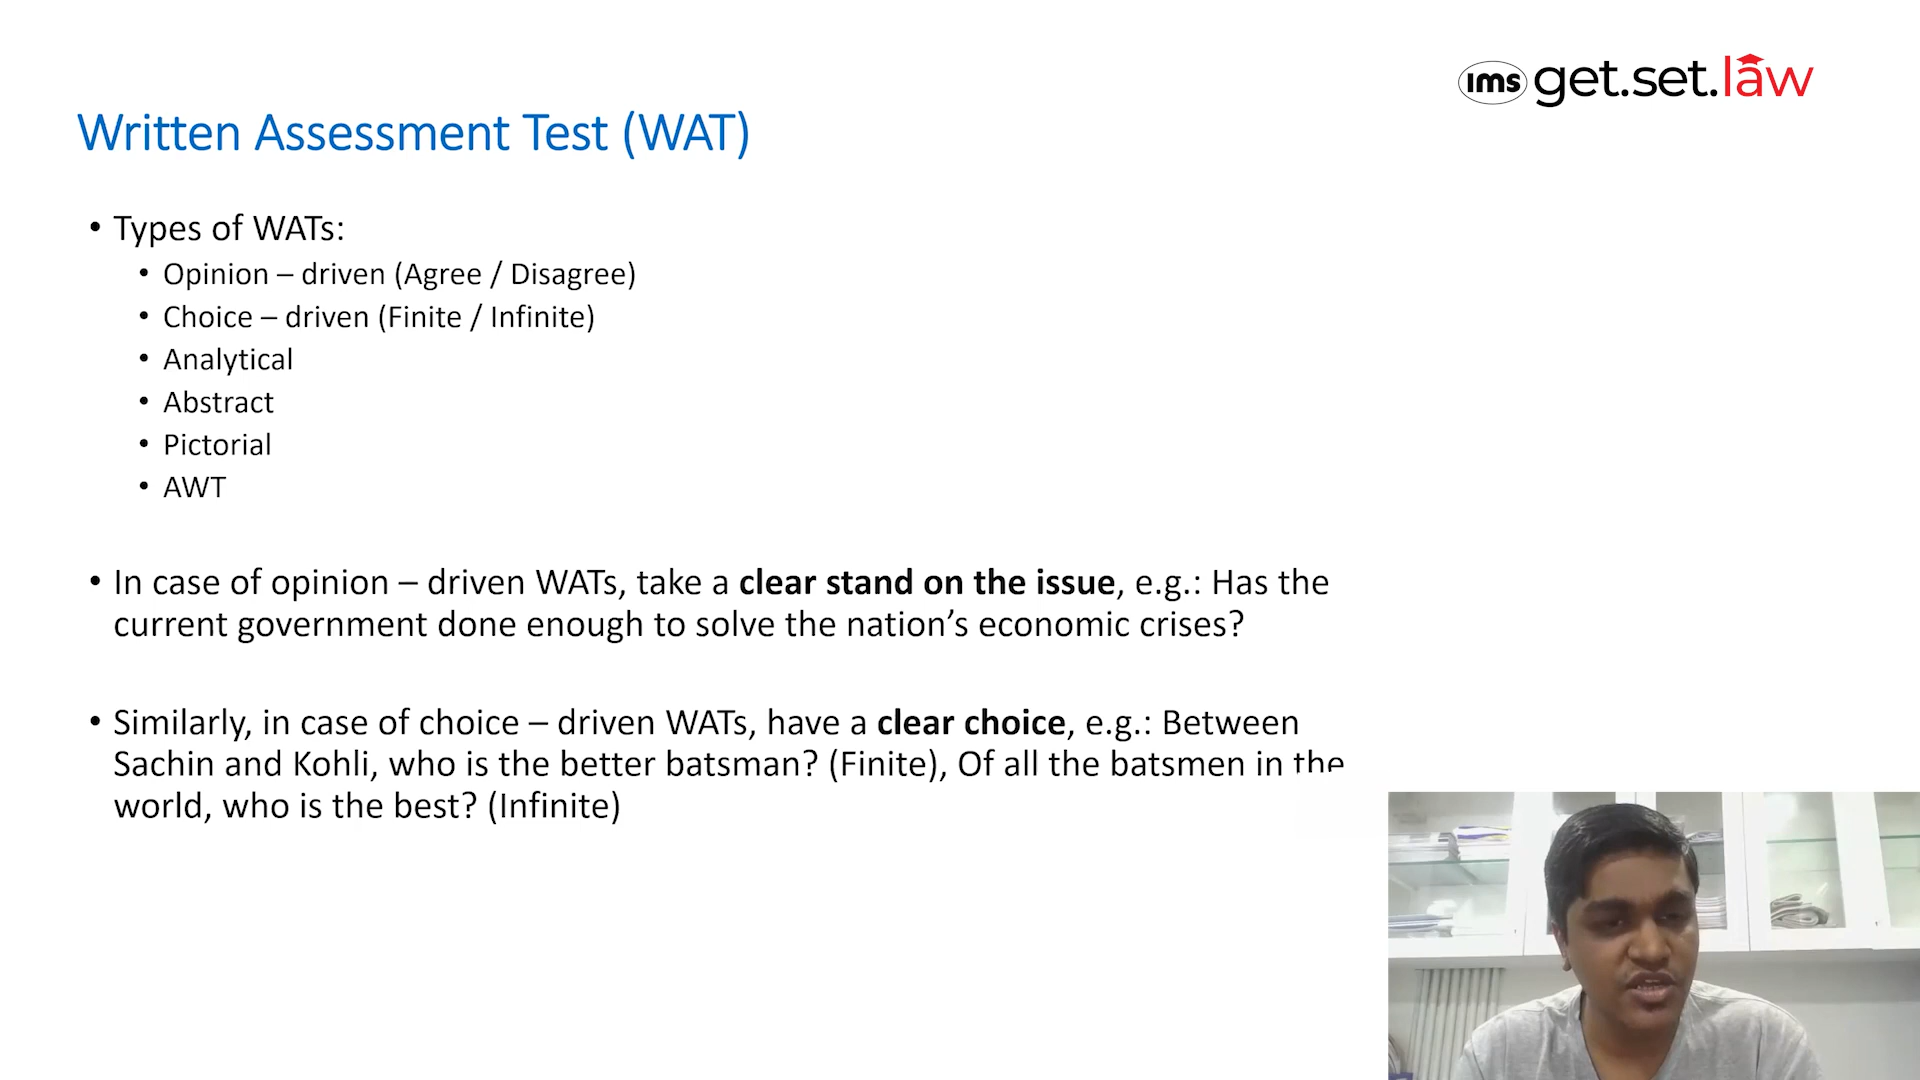 ims get.set.law
Written Assessment Test (WAT)
• Types of WATs:
• Opinion – driven (Agree / Disagree)
• Choice – driven (Finite / Infinite)
• Analytical
• Abstract
• Pictorial
• AWT
• In case of opinion – driven WATs, take a clear stand on the issue, e.g.: Has the
current government done enough to solve the nation’s economic crises?
• Similarly, in case of choice – driven WATs, have a clear choice, e.g.: Between
Sachin and Kohli, who is the better batsman? (Finite), Of all the batsmen in the
world, who is the best? (Infinite)